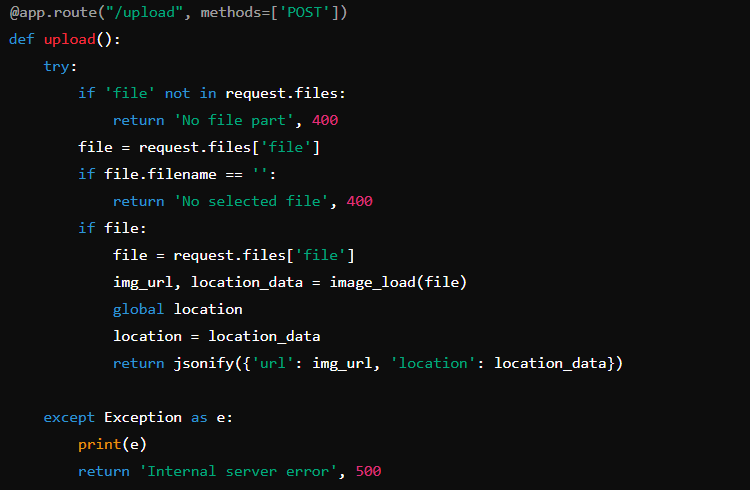 @app.route("/upload", methods=['POST'])
def upload():
    try:
        if 'file' not in request.files:
            return 'No file part', 400
        file = request.files['file']
        if file.filename == '':
            return 'No selected file', 400
        if file:
            file = request.files['file']
            img_url, location_data = image_load(file)
            global location
            location = location_data
            return jsonify({'url': img_url, 'location': location_data})

    except Exception as e:
        print(e)
        return 'Internal server error', 500